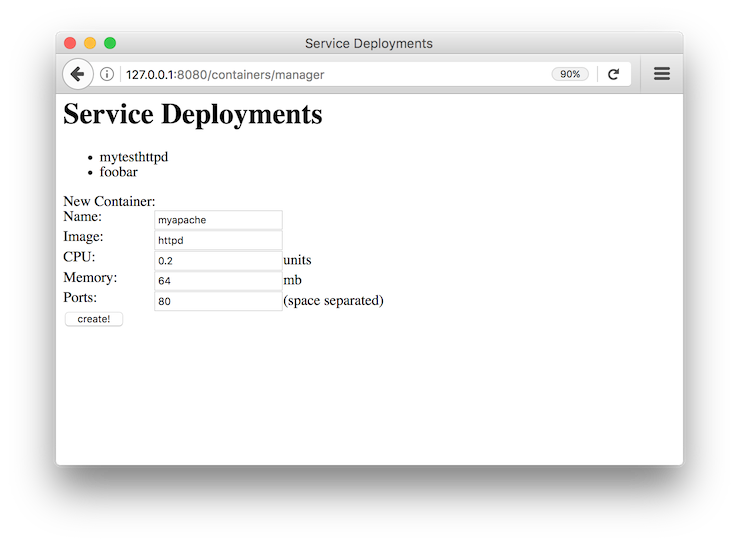 Service Deployments
127.0.0.1:8080/containers/manager 90%
Service Deployments
mytesthttpd
foobar
New Container:
Name: myapache
Image: httpd
CPU: 0.2 units
Memory: 64 mb
Ports: 80 (space separated)
create!